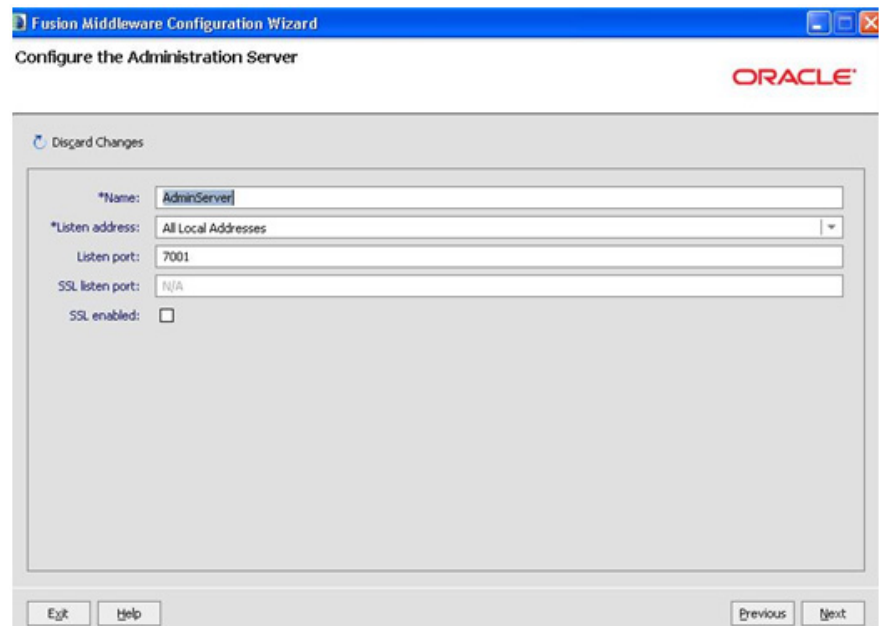 Fusion Middleware Configuration Wizard
Configure the Administration Server
ORACLE
Discard Changes
*Name: AdminServer
*Listen address: All Local Addresses
Listen port: 7001
SSL listen port: N/A
SSL enabled:
Exit Help Previous Next